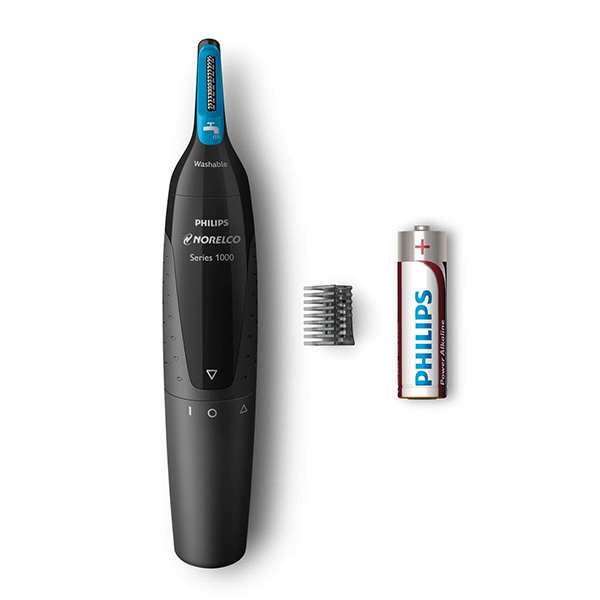 Washable
PHILIPS
NORELCO
Series 1000
I O △
+
PHILIPS
Power Alkaline